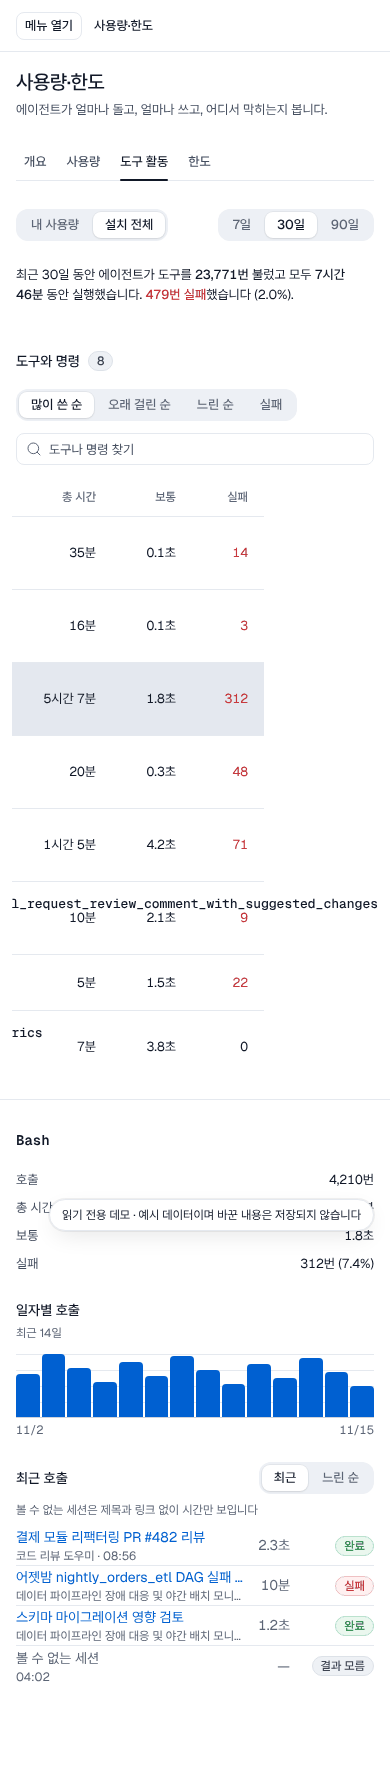 메뉴 열기 사용량·한도
사용량·한도
에이전트가 얼마나 돌고, 얼마나 쓰고, 어디서 막히는지 봅니다.
개요 사용량 도구 활동 한도
내 사용량 설치 전체 7일 30일 90일
최근 30일 동안 에이전트가 도구를 23,771번 불렀고 모두 7시간
46분 동안 실행했습니다. 479번 실패했습니다 (2.0%).
도구와 명령 8
많이 쓴 순 오래 걸린 순 느린 순 실패
도구나 명령 찾기
총 시간 보통 실패
35분 0.1초 14
16분 0.1초 3
5시간 7분 1.8초 312
20분 0.3초 48
1시간 5분 4.2초 71
l_request_review_comment_with_suggested_changes
10분 2.1초 9
5분 1.5초 22
rics
7분 3.8초 0
Bash
호출 4,210번
총 시간
읽기 전용 데모 · 예시 데이터이며 바꾼 내용은 저장되지 않습니다
보통 1.8초
실패 312번 (7.4%)
일자별 호출
최근 14일
11/2 11/15
최근 호출 최근 느린 순
볼 수 없는 세션은 제목과 링크 없이 시간만 보입니다
결제 모듈 리팩터링 PR #482 리뷰 2.3초 완료
코드 리뷰 도우미 · 08:56
어젯밤 nightly_orders_etl DAG 실패 … 10분 실패
데이터 파이프라인 장애 대응 및 야간 배치 모니…
스키마 마이그레이션 영향 검토 1.2초 완료
데이터 파이프라인 장애 대응 및 야간 배치 모니…
볼 수 없는 세션 — 결과 모름
04:02